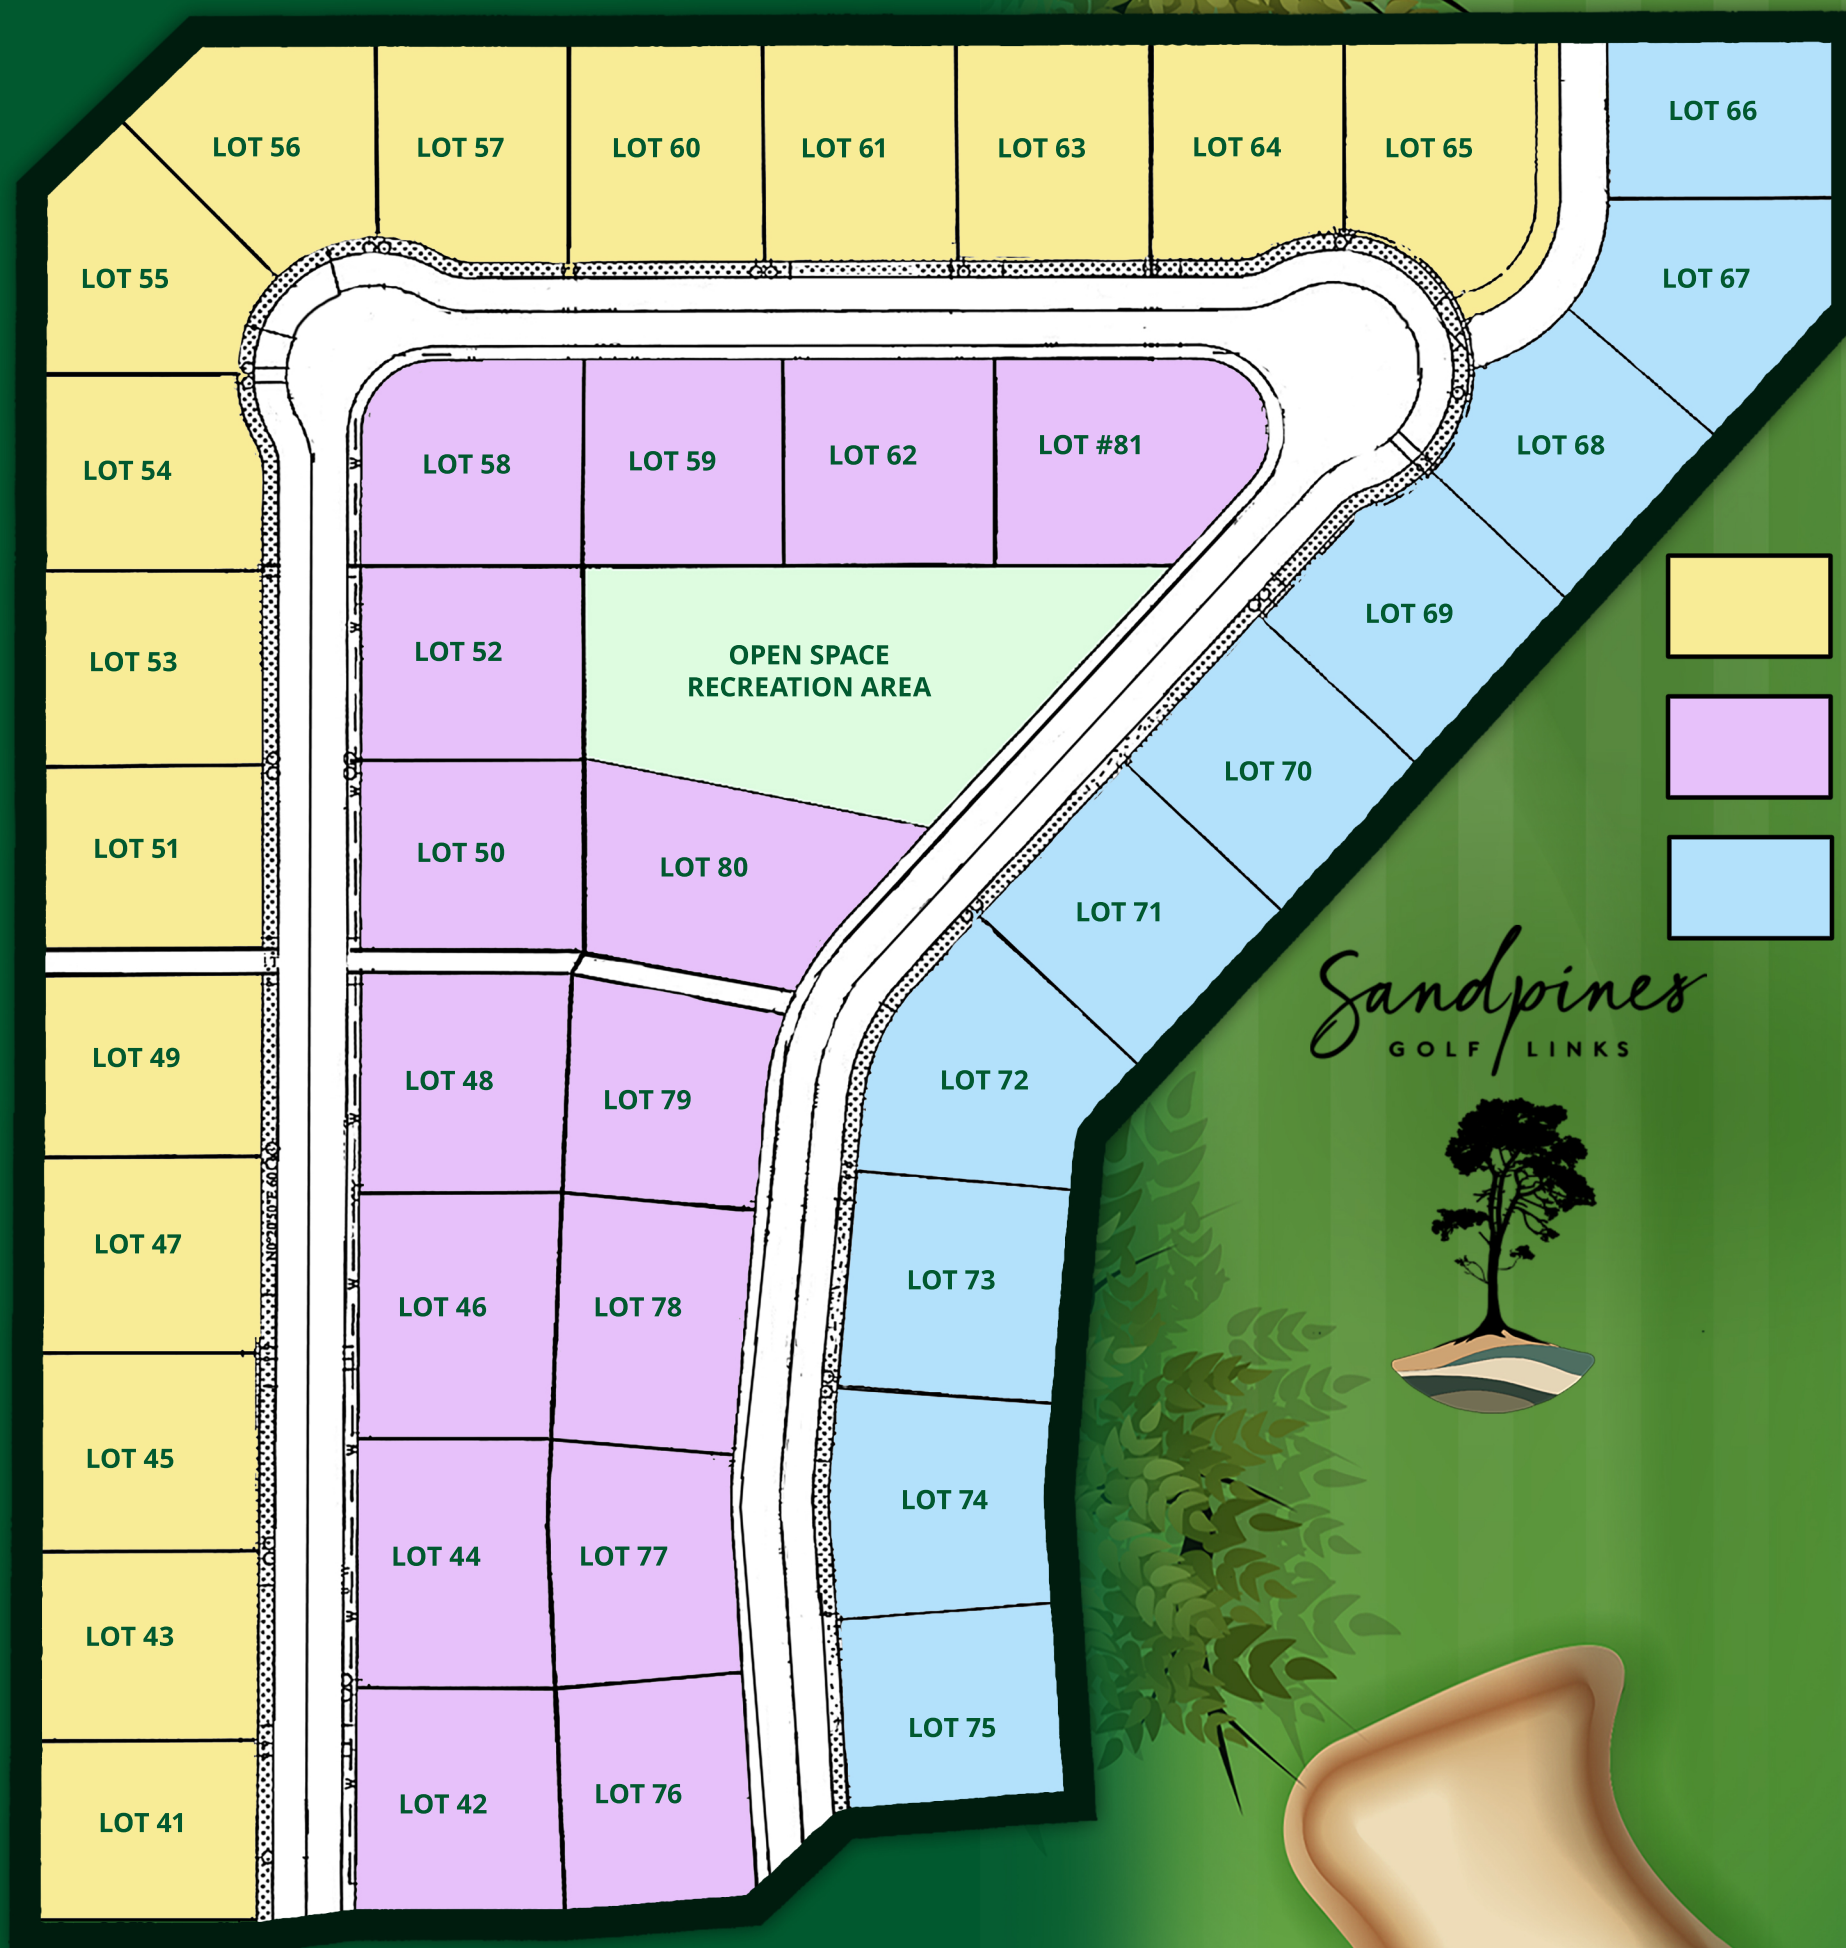 LOT 56
LOT 57
LOT 60
LOT 61
LOT 63
LOT 64
LOT 65
LOT 66
LOT 55
LOT 67
LOT 54
LOT 58
LOT 59
LOT 62
LOT #81
LOT 68
LOT 53
LOT 52
OPEN SPACE
RECREATION AREA
LOT 69
LOT 51
LOT 50
LOT 80
LOT 70
LOT 71
LOT 49
LOT 48
LOT 79
LOT 72
Sandpines
GOLF LINKS
LOT 47
LOT 46
LOT 78
LOT 73
LOT 45
LOT 44
LOT 77
LOT 74
LOT 43
LOT 42
LOT 76
LOT 75
LOT 41